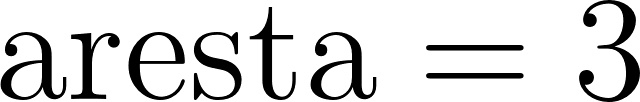 aresta = 3